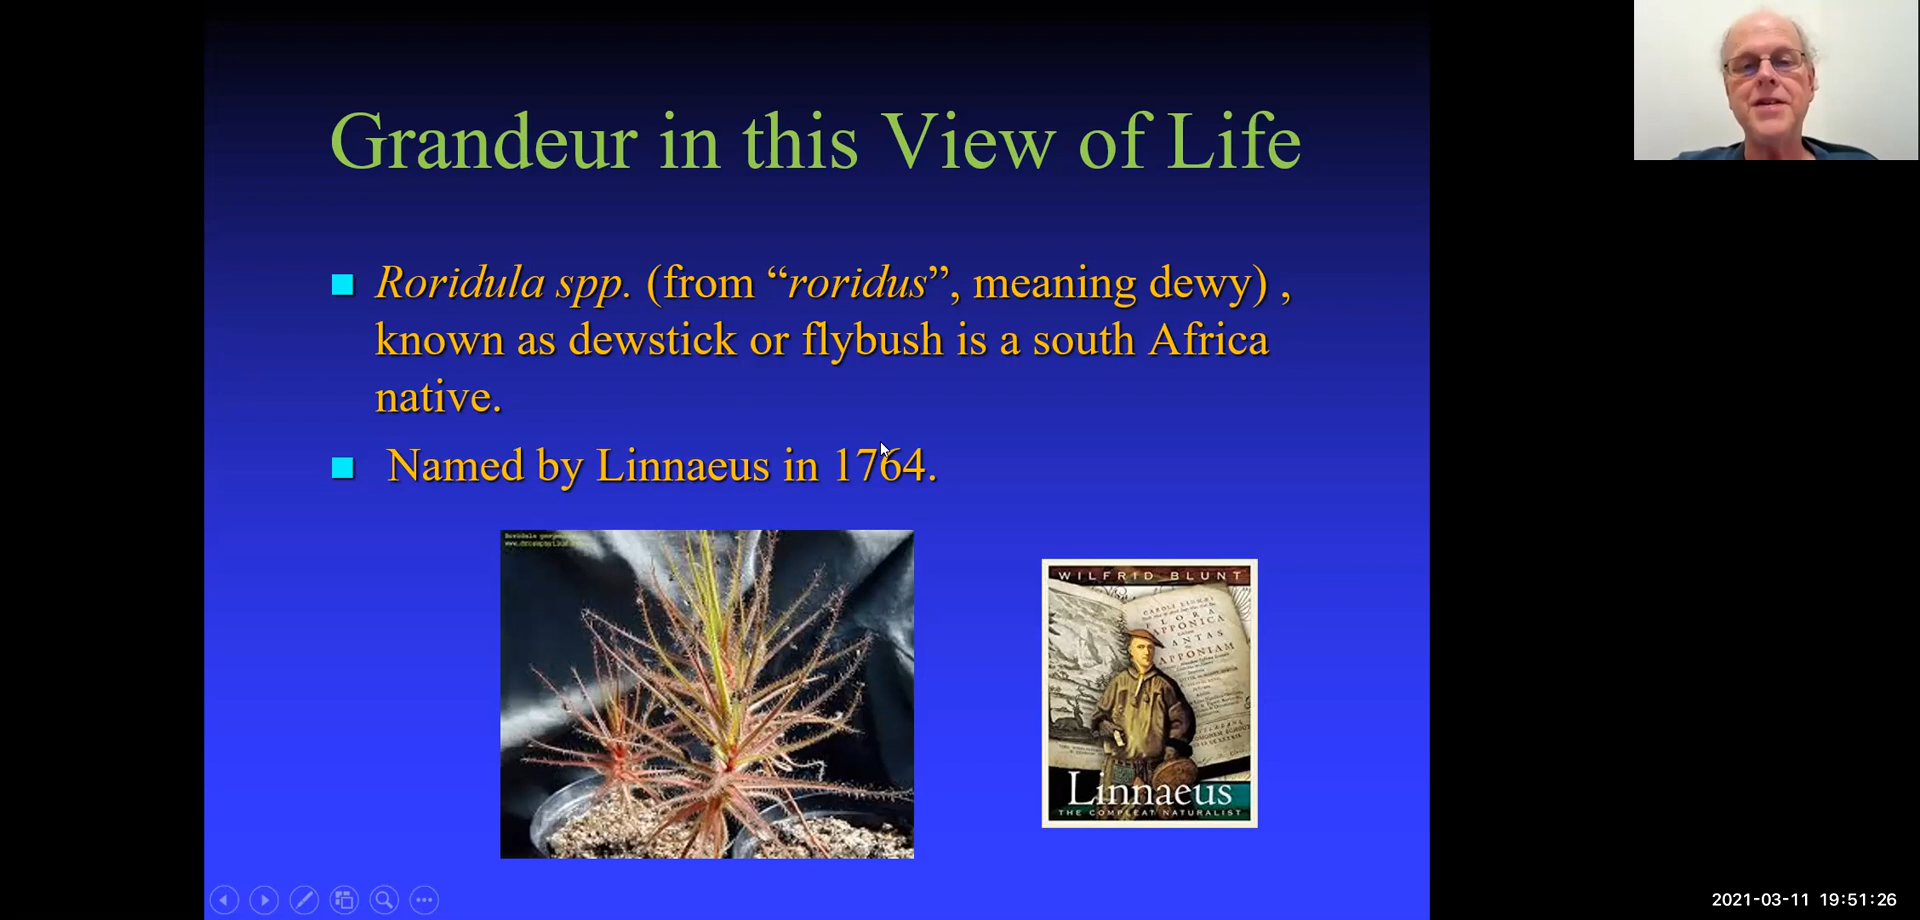 Grandeur in this View of Life
Roridula spp. (from “roridus”, meaning dewy) ,
known as dewstick or flybush is a south Africa
native.
Named by Linnaeus in 1764.
WILFRID BLUNT
FLORA
LAPPONICA
Linnaeus
THE COMPLEAT NATURALIST
2021-03-11 19:51:26